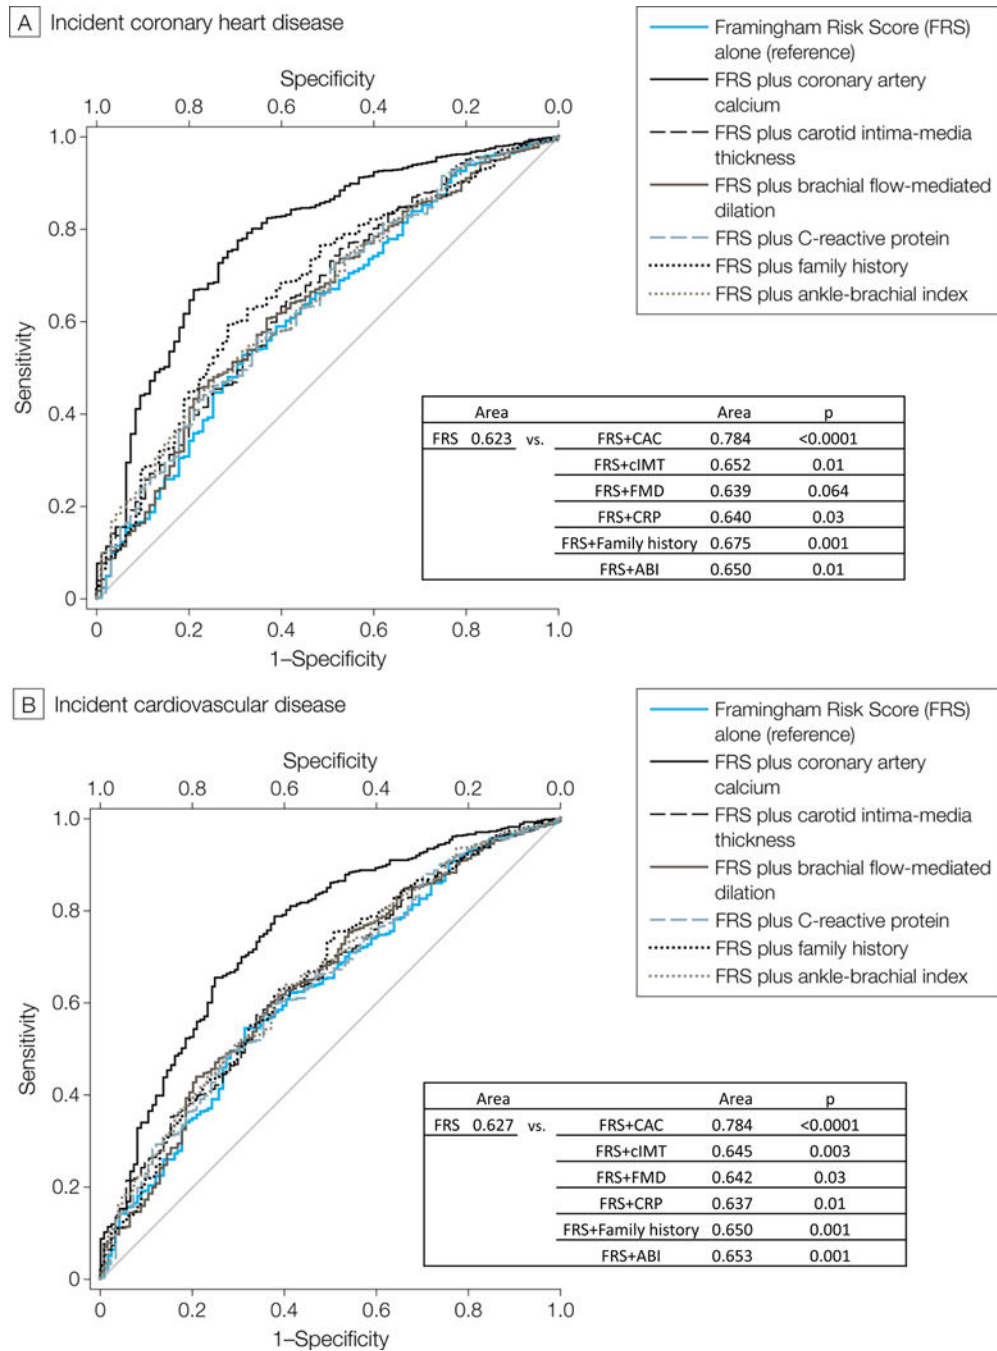 A Incident coronary heart disease
Framingham Risk Score (FRS)
alone (reference)
FRS plus coronary artery
calcium
FRS plus carotid intima-media
thickness
FRS plus brachial flow-mediated
dilation
FRS plus C-reactive protein
FRS plus family history
FRS plus ankle-brachial index
Specificity
1.0 0.8 0.6 0.4 0.2 0.0
Sensitivity
1.0
0.8
0.6
0.4
0.2
0
0 0.2 0.4 0.6 0.8 1.0
1–Specificity
Area Area p
FRS 0.623 vs. FRS+CAC 0.784 <0.0001
FRS+cIMT 0.652 0.01
FRS+FMD 0.639 0.064
FRS+CRP 0.640 0.03
FRS+Family history 0.675 0.001
FRS+ABI 0.650 0.01
B Incident cardiovascular disease
Framingham Risk Score (FRS)
alone (reference)
FRS plus coronary artery
calcium
FRS plus carotid intima-media
thickness
FRS plus brachial flow-mediated
dilation
FRS plus C-reactive protein
FRS plus family history
FRS plus ankle-brachial index
Specificity
1.0 0.8 0.6 0.4 0.2 0.0
Sensitivity
1.0
0.8
0.6
0.4
0.2
0
0 0.2 0.4 0.6 0.8 1.0
1–Specificity
Area Area p
FRS 0.627 vs. FRS+CAC 0.784 <0.0001
FRS+cIMT 0.645 0.003
FRS+FMD 0.642 0.03
FRS+CRP 0.637 0.01
FRS+Family history 0.650 0.001
FRS+ABI 0.653 0.001